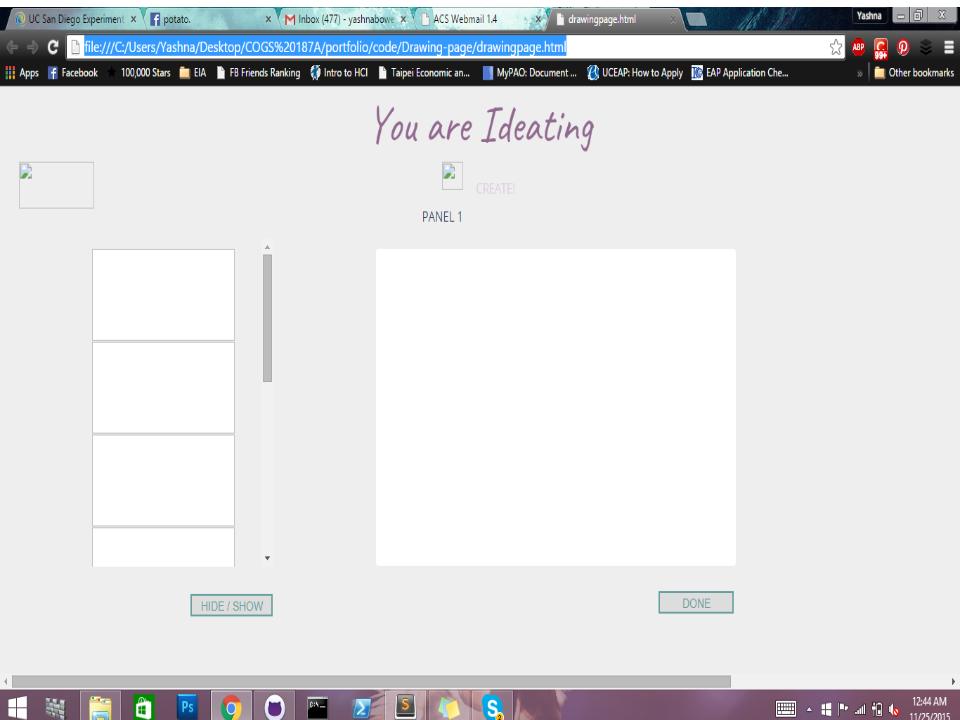 UC San Diego Experiment potato. Inbox (477) - yashnabowe ACS Webmail 1.4 drawingpage.html Yashna
file:///C:/Users/Yashna/Desktop/COGS%20187A/portfolio/code/Drawing-page/drawingpage.html ABP 99+
Apps Facebook 100,000 Stars EIA FB Friends Ranking Intro to HCI Taipei Economic an... MyPAO: Document ... UCEAP: How to Apply EAP Application Che... » Other bookmarks
You are Ideating
CREATE!
PANEL 1
HIDE / SHOW
DONE
Ps
12:44 AM
11/25/2015